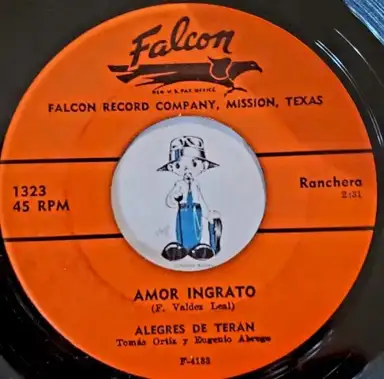 Falcon
REG. U.S. PAT. OFFICE
FALCON RECORD COMPANY, MISSION, TEXAS
1323
45 RPM
Ranchera
2:31
AMOR INGRATO
(F. Valdez Leal)
ALEGRES DE TERAN
Tomás Ortiz y Eugenio Abrego
F-4183